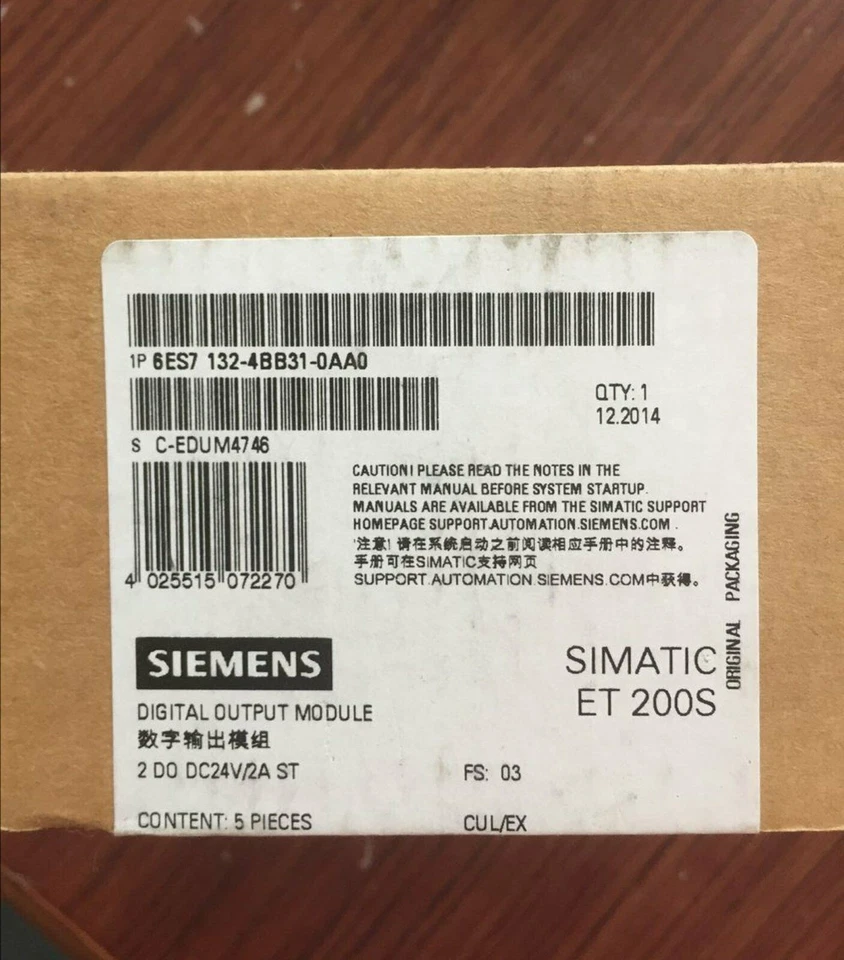 1P 6ES7 132-4BB31-0AA0
QTY: 1
12.2014
S C-EDUM4746
CAUTION! PLEASE READ THE NOTES IN THE
RELEVANT MANUAL BEFORE SYSTEM STARTUP.
MANUALS ARE AVAILABLE FROM THE SIMATIC SUPPORT
HOMEPAGE SUPPORT.AUTOMATION.SIEMENS.COM .
注意! 请在系统启动之前阅读相应手册中的注释。
手册可在SIMATIC支持网页
SUPPORT.AUTOMATION.SIEMENS.COM中获得。
4 025515 072270
ORIGINAL PACKAGING
SIEMENS
SIMATIC
ET 200S
DIGITAL OUTPUT MODULE
数字输出模组
2 DO DC24V/2A ST
FS: 03
CONTENT: 5 PIECES
CUL/EX